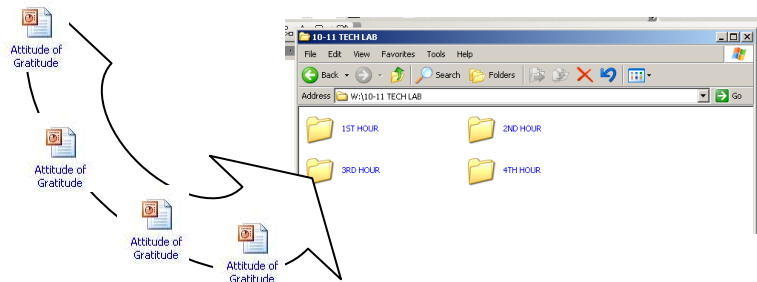 Attitude of
Gratitude
Attitude of
Gratitude
Attitude of
Gratitude
Attitude of
Gratitude
10-11 TECH LAB
File Edit View Favorites Tools Help
Back Search Folders
Address W:\10-11 TECH LAB Go
1ST HOUR 2ND HOUR
3RD HOUR 4TH HOUR